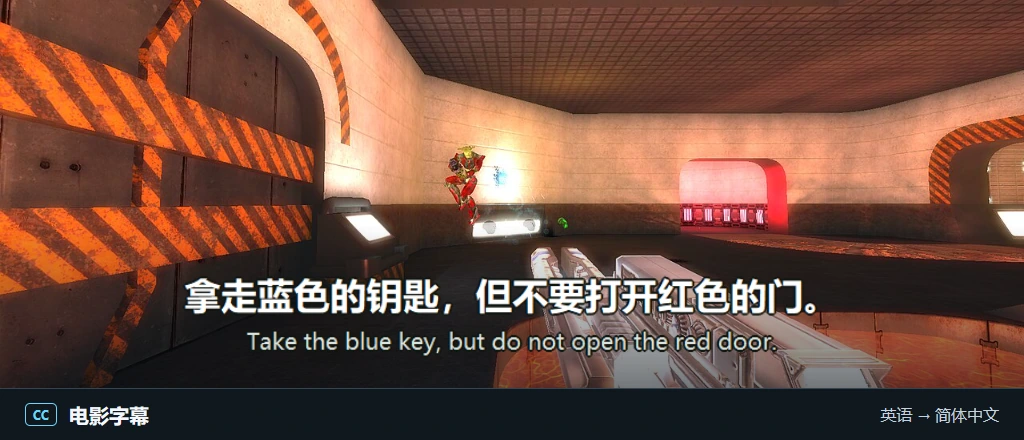 拿走蓝色的钥匙，但不要打开红色的门。
Take the blue key, but do not open the red door.
CC 电影字幕
英语 → 简体中文